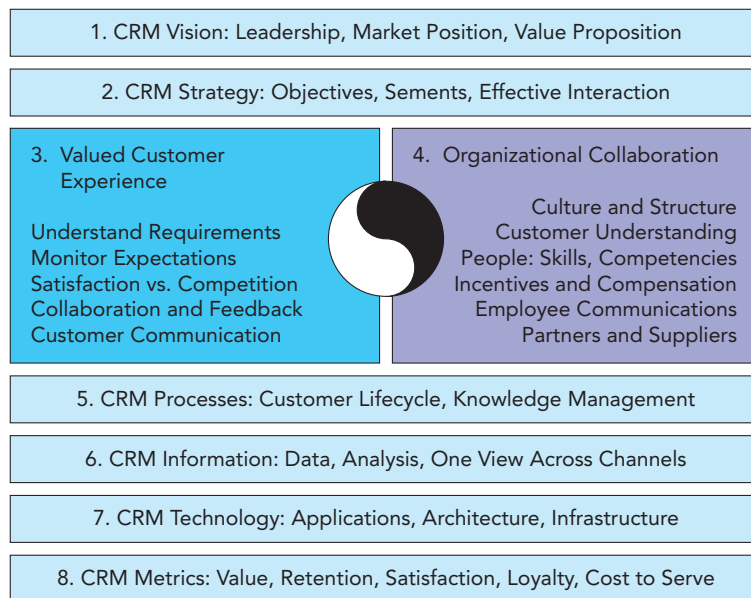 1. CRM Vision: Leadership, Market Position, Value Proposition
2. CRM Strategy: Objectives, Sements, Effective Interaction
3. Valued Customer
Experience
Understand Requirements
Monitor Expectations
Satisfaction vs. Competition
Collaboration and Feedback
Customer Communication
4. Organizational Collaboration
Culture and Structure
Customer Understanding
People: Skills, Competencies
Incentives and Compensation
Employee Communications
Partners and Suppliers
5. CRM Processes: Customer Lifecycle, Knowledge Management
6. CRM Information: Data, Analysis, One View Across Channels
7. CRM Technology: Applications, Architecture, Infrastructure
8. CRM Metrics: Value, Retention, Satisfaction, Loyalty, Cost to Serve